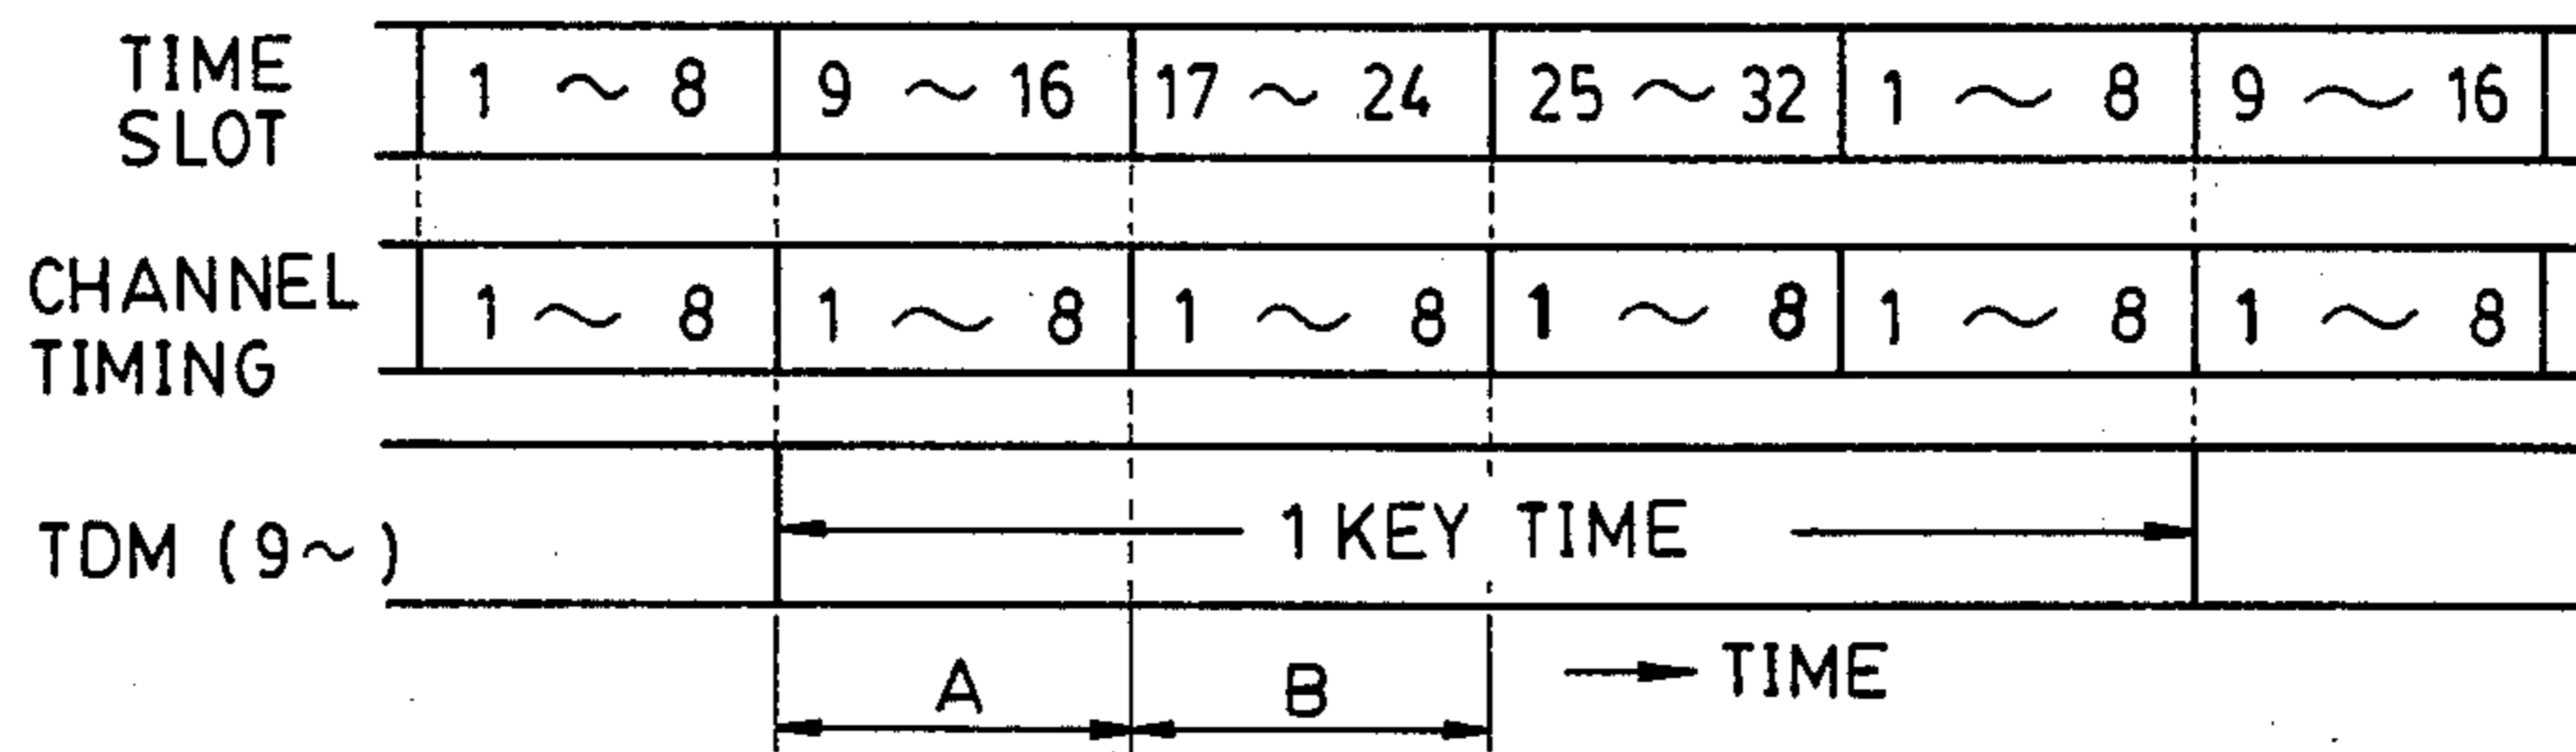 TIME SLOT
1 ~ 8 9 ~ 16 17 ~ 24 25 ~ 32 1 ~ 8 9 ~ 16
CHANNEL TIMING
1 ~ 8 1 ~ 8 1 ~ 8 1 ~ 8 1 ~ 8 1 ~ 8
TDM (9~)
1 KEY TIME
A B → TIME